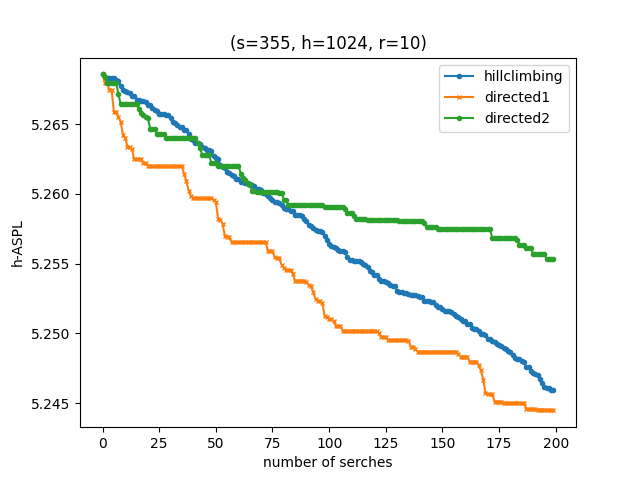 (s=355, h=1024, r=10)
hillclimbing
directed1
directed2
h-ASPL
5.265
5.260
5.255
5.250
5.245
0 25 50 75 100 125 150 175 200
number of serches